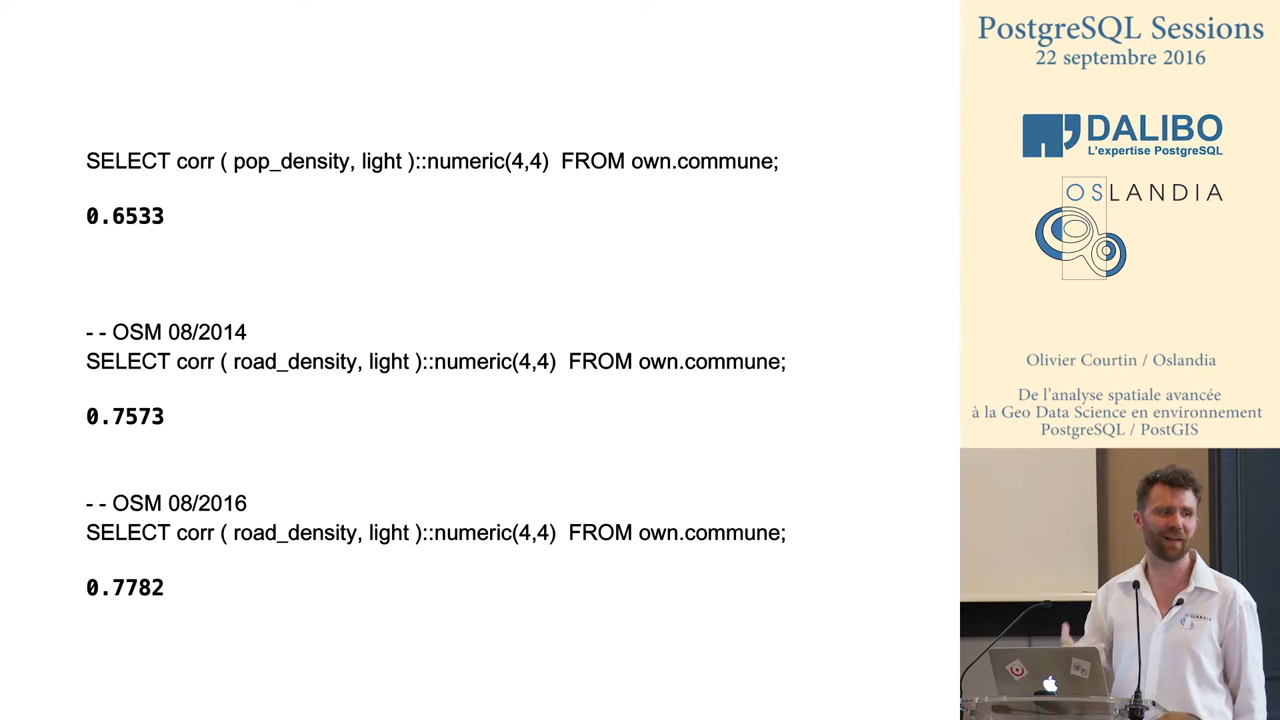 SELECT corr ( pop_density, light )::numeric(4,4) FROM own.commune;
0.6533
- - OSM 08/2014
SELECT corr ( road_density, light )::numeric(4,4) FROM own.commune;
0.7573
- - OSM 08/2016
SELECT corr ( road_density, light )::numeric(4,4) FROM own.commune;
0.7782
PostgreSQL Sessions
22 septembre 2016
DALIBO
L'expertise PostgreSQL
OSLANDIA
Olivier Courtin / Oslandia
De l'analyse spatiale avancée
à la Geo Data Science en environnement
PostgreSQL / PostGIS
OSLANDIA